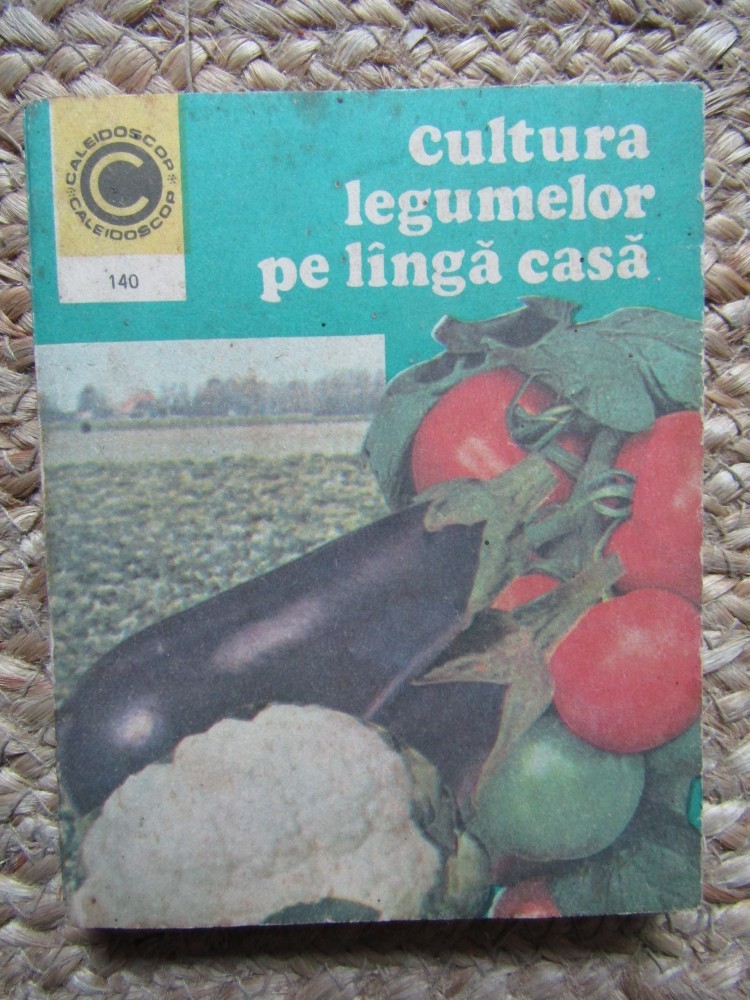 CALEIDOSCOP
CALEIDOSCOP
C
140
cultura
legumelor
pe lîngă casă